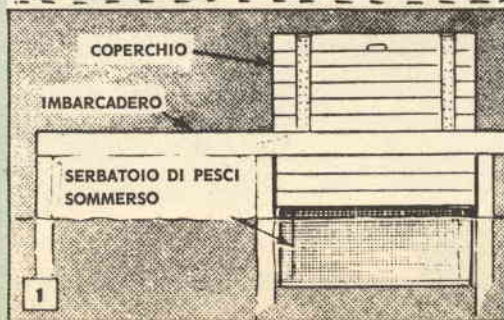 COPERCHIO
IMBARCADERO
SERBATOIO DI PESCI
SOMMERSO
1